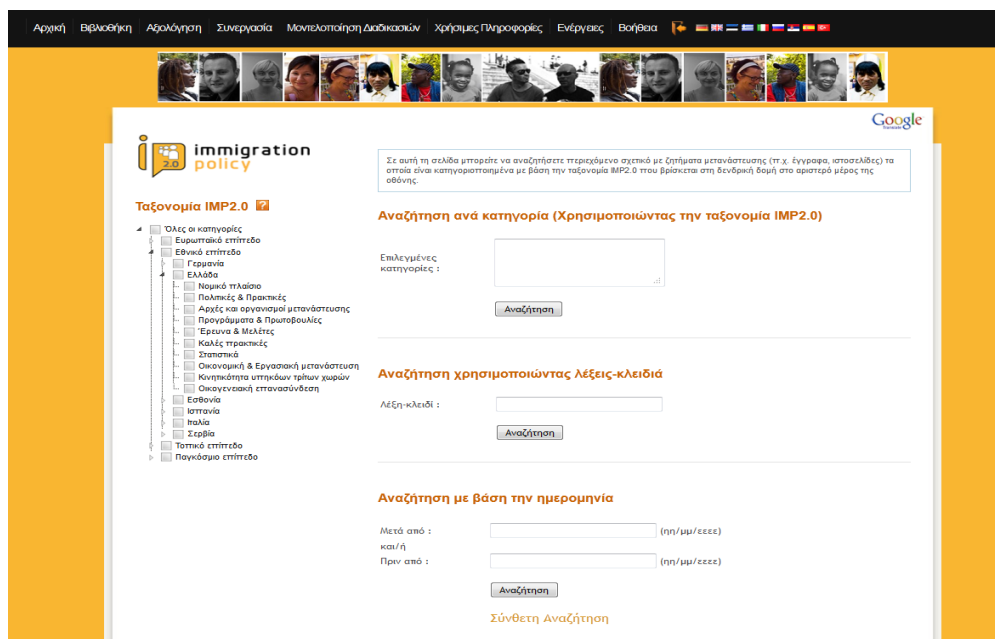 Αρχική Βιβλιοθήκη Αξιολόγηση Συνεργασία Μοντελοποίηση Διαδικασιών Χρήσιμες Πληροφορίες Ενέργειες Βοήθεια
Google
immigration
policy
2.0
Σε αυτή τη σελίδα μπορείτε να αναζητήσετε περιεχόμενο σχετικό με ζητήματα μετανάστευσης (π.χ. έγγραφα, ιστοσελίδες) τα
οποία είναι κατηγοριοποιημένα με βάση την ταξονομία IMP2.0 που βρίσκεται στη δενδρική δομή στο αριστερό μέρος της
οθόνης.
Ταξονομία IMP2.0 ?
Όλες οι κατηγορίες
Ευρωπαϊκό επίπεδο
Εθνικό επίπεδο
Γερμανία
Ελλάδα
Νομικό πλαίσιο
Πολιτικές & Πρακτικές
Αρχές και οργανισμοί μετανάστευσης
Προγράμματα & Πρωτοβουλίες
Έρευνα & Μελέτες
Καλές πρακτικές
Στατιστικά
Οικονομική & Εργασιακή μετανάστευση
Κινητικότητα υπηκόων τρίτων χωρών
Οικογενειακή επανασύνδεση
Εσθονία
Ισπανία
Ιταλία
Σερβία
Τοπικό επίπεδο
Παγκόσμιο επίπεδο
Αναζήτηση ανά κατηγορία (Χρησιμοποιώντας την ταξονομία IMP2.0)
Επιλεγμένες
κατηγορίες :
Αναζήτηση
Αναζήτηση χρησιμοποιώντας λέξεις-κλειδιά
Λέξη-κλειδί :
Αναζήτηση
Αναζήτηση με βάση την ημερομηνία
Μετά από : (ηη/μμ/εεεε)
και/ή
Πριν από : (ηη/μμ/εεεε)
Αναζήτηση
Σύνθετη Αναζήτηση